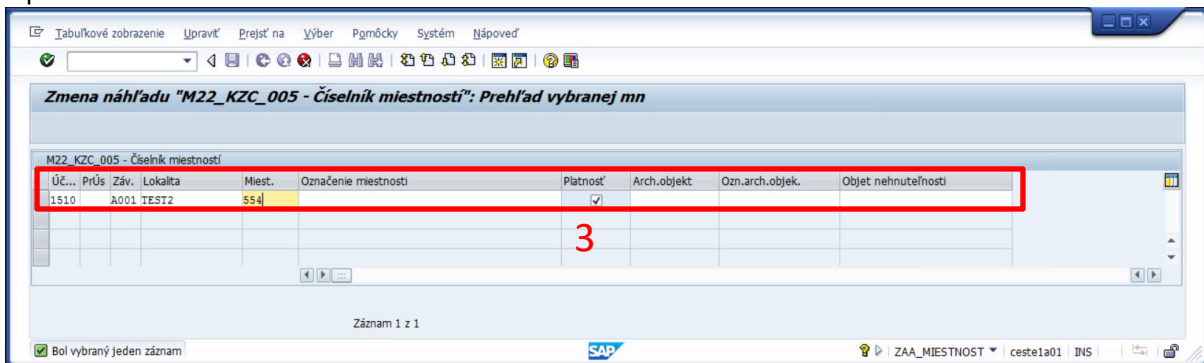 Tabuľkové zobrazenie Upraviť Prejsť na Výber Pomôcky Systém Nápoveď
Zmena náhľadu "M22_KZC_005 - Číselník miestností": Prehľad vybranej mn
M22_KZC_005 - Číselník miestností
Úč... PrÚs Záv. Lokalita Miest. Označenie miestnosti Platnosť Arch.objekt Ozn.arch.objek. Objet nehnuteľnosti
1510 A001 TEST2 554
3
Záznam 1 z 1
Bol vybraný jeden záznam SAP ZAA_MIESTNOST ceste1a01 INS